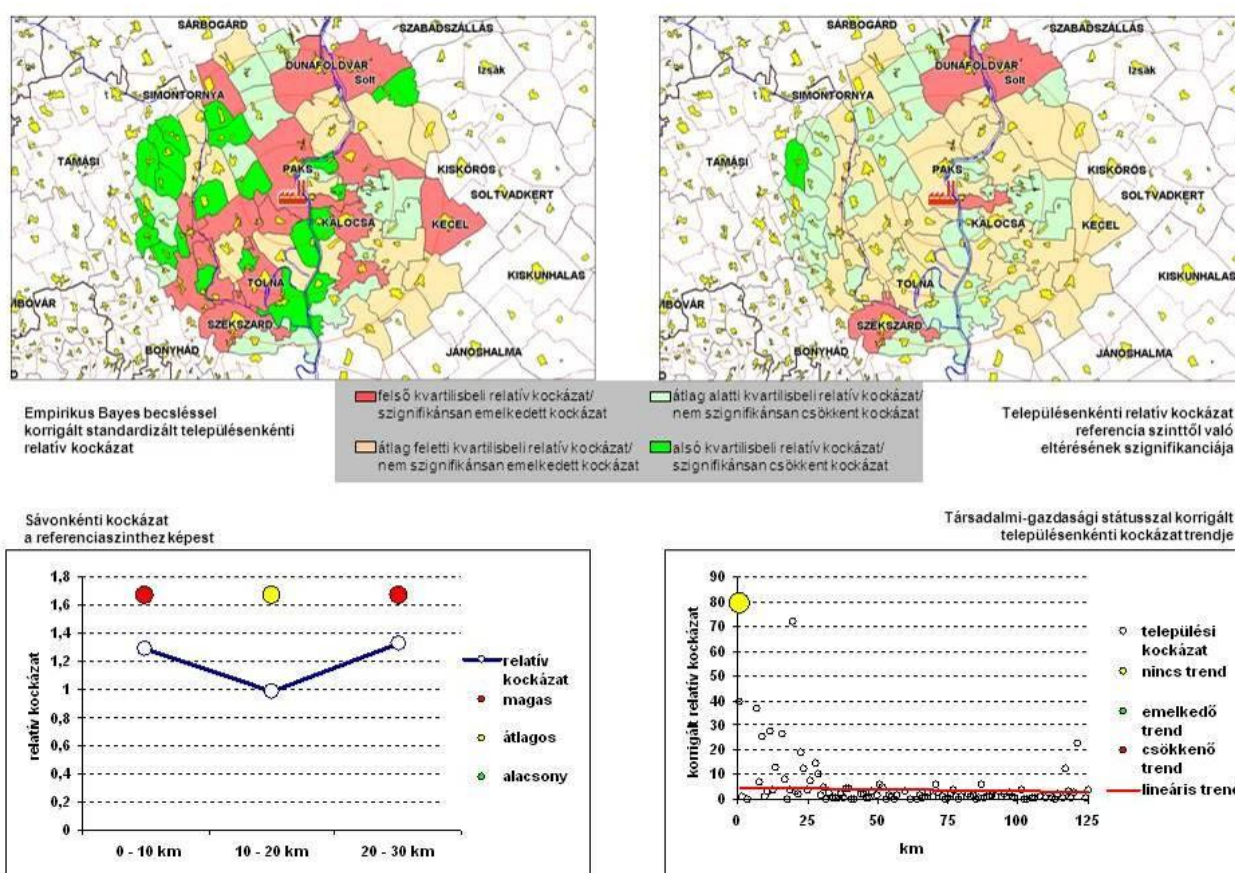 SÁRBOGÁRD
SZABADSZÁLLÁS
DUNAFÖLDVÁR
Solt
Izsák
SIMONTORNYA
TAMÁSI
PAKS
KISKŐRÖS
SOLTVADKERT
KALOCSA
KECEL
KISKUNHALAS
TOLNA
MBÓVÁR
SZEKSZÁRD
BONYHÁD
JÁNOSHALMA
SÁRBOGÁRD
SZABADSZÁLLÁS
DUNAFÖLDVÁR
Solt
Izsák
SIMONTORNYA
TAMÁSI
PAKS
KISKŐRÖS
SOLTVADKERT
KALOCSA
KECEL
KISKUNHALAS
TOLNA
MBÓVÁR
SZEKSZÁRD
BONYHÁD
JÁNOSHALMA
Empirikus Bayes becsléssel
korrigált standardizált településenkénti
relatív kockázat
felső kvartilisbeli relatív kockázat/
szignifikánsan emelkedett kockázat
átlag feletti kvartilisbeli relatív kockázat/
nem szignifikánsan emelkedett kockázat
átlag alatti kvartilisbeli relatív kockázat/
nem szignifikánsan csökkent kockázat
alsó kvartilisbeli relatív kockázat/
szignifikánsan csökkent kockázat
Településenkénti relatív kockázat
referencia szinttől való
eltérésének szignifikanciája
Sávonkénti kockázat
a referenciaszinthez képest
relatív kockázat
1,8
1,6
1,4
1,2
1
0,8
0,6
0,4
0,2
0
0 - 10 km
10 - 20 km
20 - 30 km
relatív
kockázat
magas
átlagos
alacsony
Társadalmi-gazdasági státusszal korrigált
településenkénti kockázat trendje
korrigált relatív kockázat
90
80
70
60
50
40
30
20
10
0
0
25
50
75
100
125
km
települési
kockázat
nincs trend
emelkedő
trend
csökkenő
trend
lineáris trend